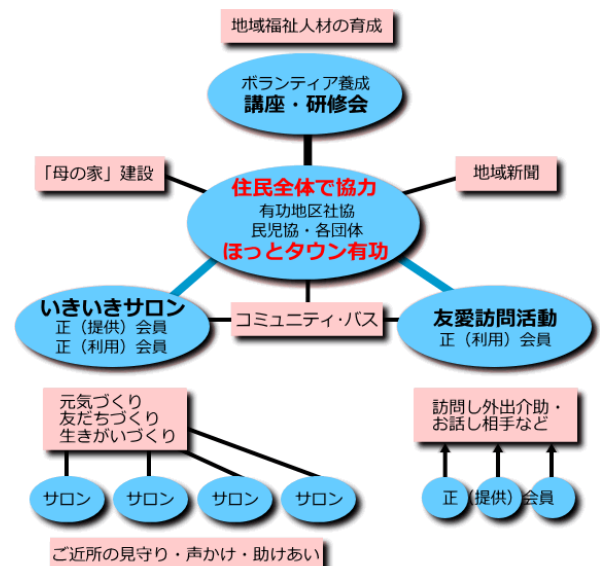 地域福祉人材の育成
ボランティア養成
講座・研修会
「母の家」建設
地域新聞
住民全体で協力
有功地区社協
民児協・各団体
ほっとタウン有功
いきいきサロン
正（提供）会員
正（利用）会員
コミュニティ・バス
友愛訪問活動
正（利用）会員
元気づくり
友だちづくり
生きがいづくり
訪問し外出介助・
お話し相手など
サロン
サロン
サロン
サロン
正（提供）会員
ご近所の見守り・声かけ・助けあい